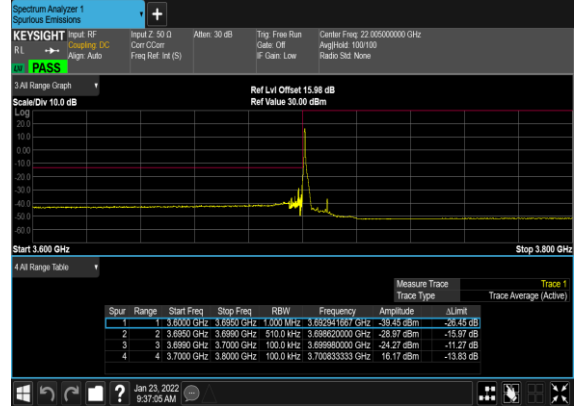 Spectrum Analyzer 1
Spurious Emissions
+
KEYSIGHT Input: RF Input Z: 50 Ω Atten: 30 dB Trig: Free Run Center Freq: 22.005000000 GHz
RL Coupling: DC Corr CCorr Gate: Off Avg|Hold: 100/100
Align: Auto Freq Ref: Int (S) IF Gain: Low Radio Std: None
PASS
3 All Range Graph
Ref Lvl Offset 15.98 dB
Scale/Div 10.0 dB Ref Value 30.00 dBm
Log
20.0
10.0
0.00
-10.0
-20.0
-30.0
-40.0
-50.0
-60.0
Start 3.600 GHz Stop 3.800 GHz
4 All Range Table
Measure Trace Trace 1
Trace Type Trace Average (Active)
Spur Range Start Freq Stop Freq RBW Frequency Amplitude ΔLimit
1 1 3.6000 GHz 3.6950 GHz 1.000 MHz 3.692941667 GHz -39.45 dBm -26.45 dB
2 2 3.6950 GHz 3.6990 GHz 510.0 kHz 3.698620000 GHz -28.97 dBm -15.97 dB
3 3 3.6990 GHz 3.7000 GHz 100.0 kHz 3.699980000 GHz -24.27 dBm -11.27 dB
4 4 3.7000 GHz 3.8000 GHz 100.0 kHz 3.700833333 GHz 16.17 dBm -13.83 dB
? Jan 23, 2022
9:37:05 AM